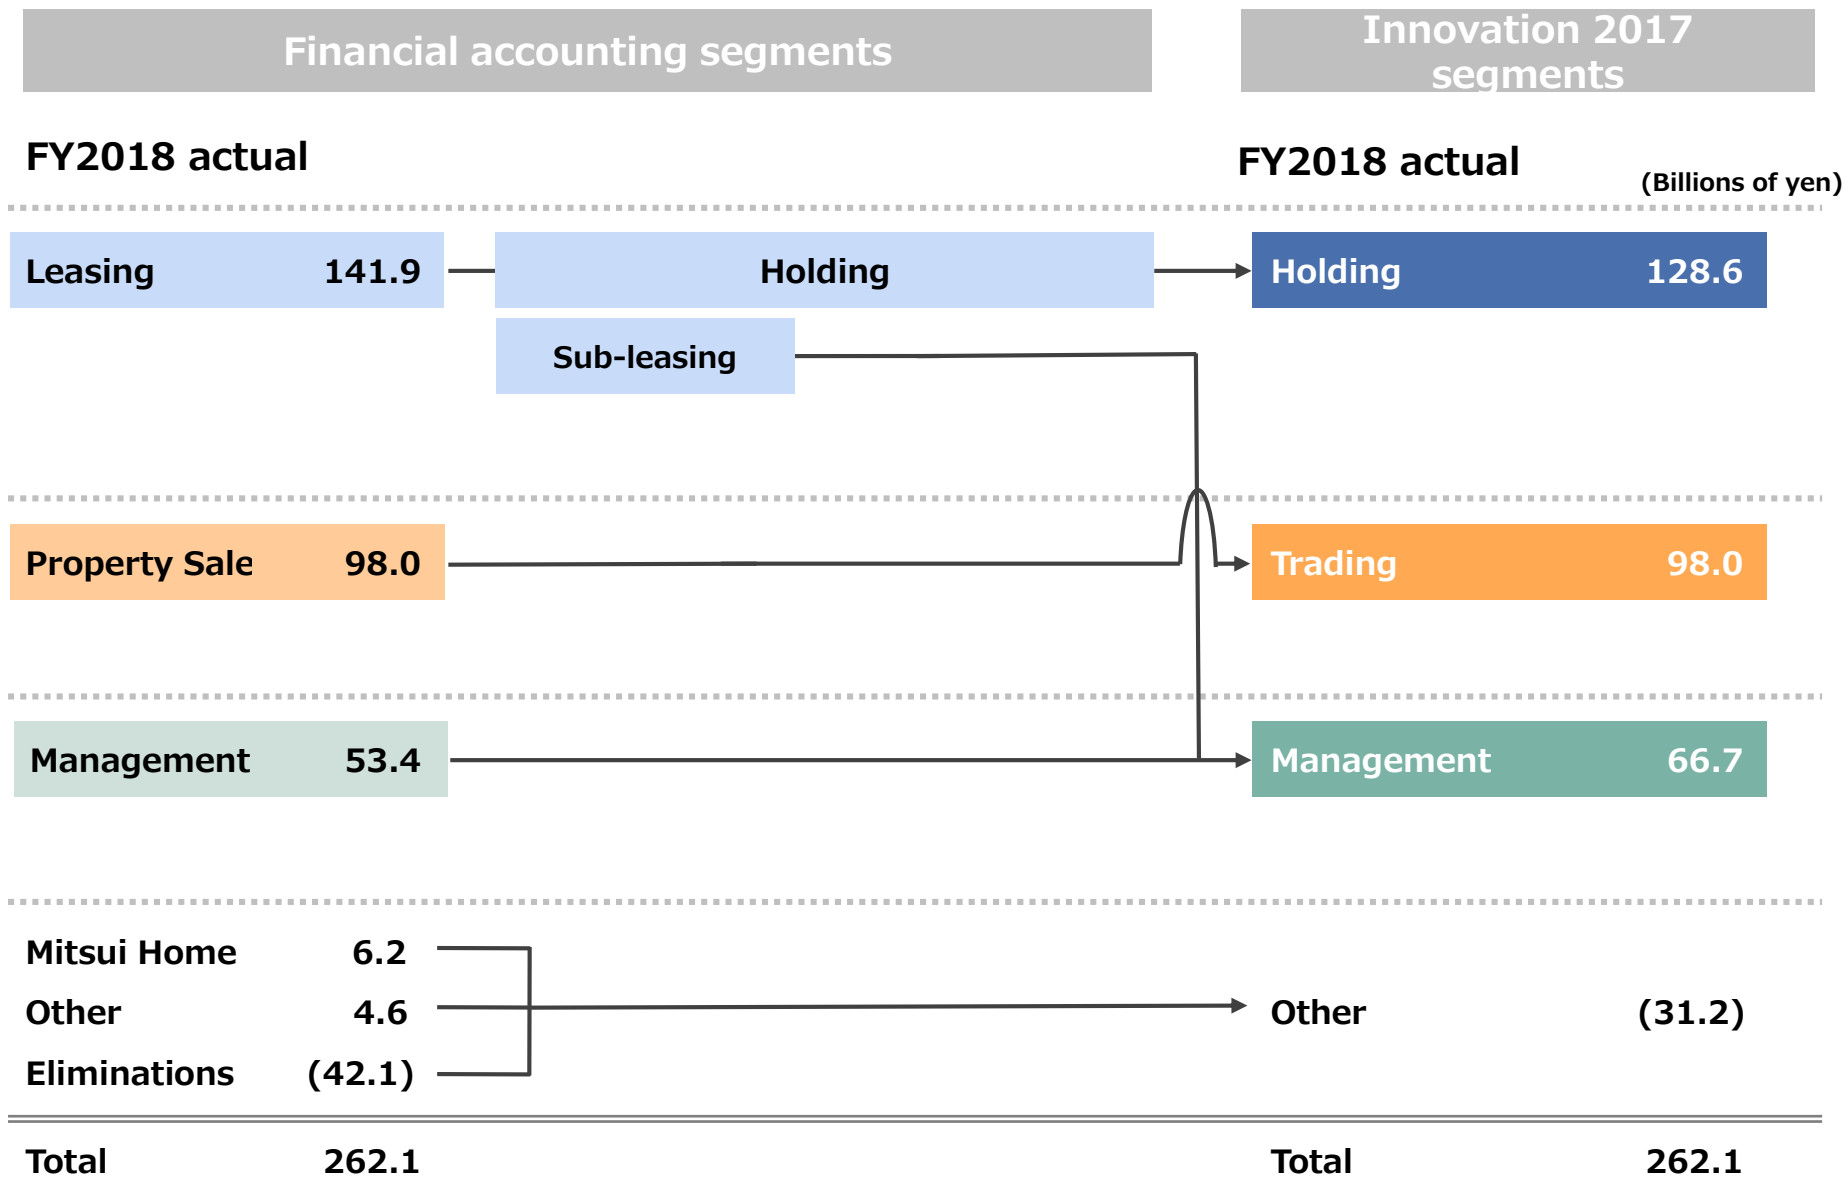 Financial accounting segments
Innovation 2017
segments
FY2018 actual
FY2018 actual
(Billions of yen)
Leasing 141.9
Holding
Holding 128.6
Sub-leasing
Property Sale 98.0
Trading 98.0
Management 53.4
Management 66.7
Mitsui Home 6.2
Other 4.6
Other (31.2)
Eliminations (42.1)
Total 262.1
Total 262.1